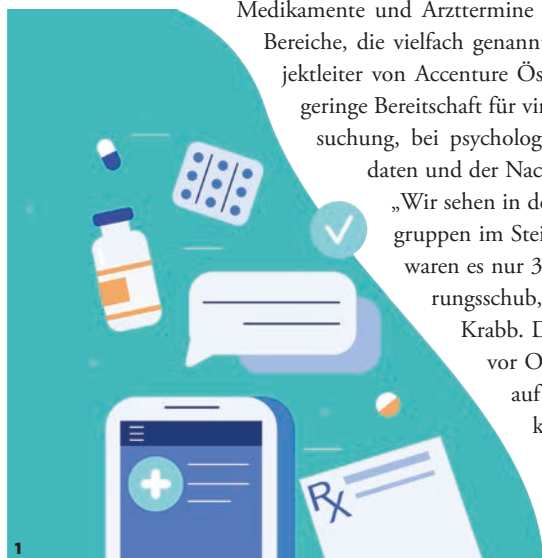 Medikamente und Arzttermine
Bereiche, die vielfach genannt
jektleiter von Accenture Ös
geringe Bereitschaft für vir
suchung, bei psycholog
daten und der Nac
„Wir sehen in de
gruppen im Stei
waren es nur 3
rungsschub,
Krabb. D
vor O
auf
k
Rx
1